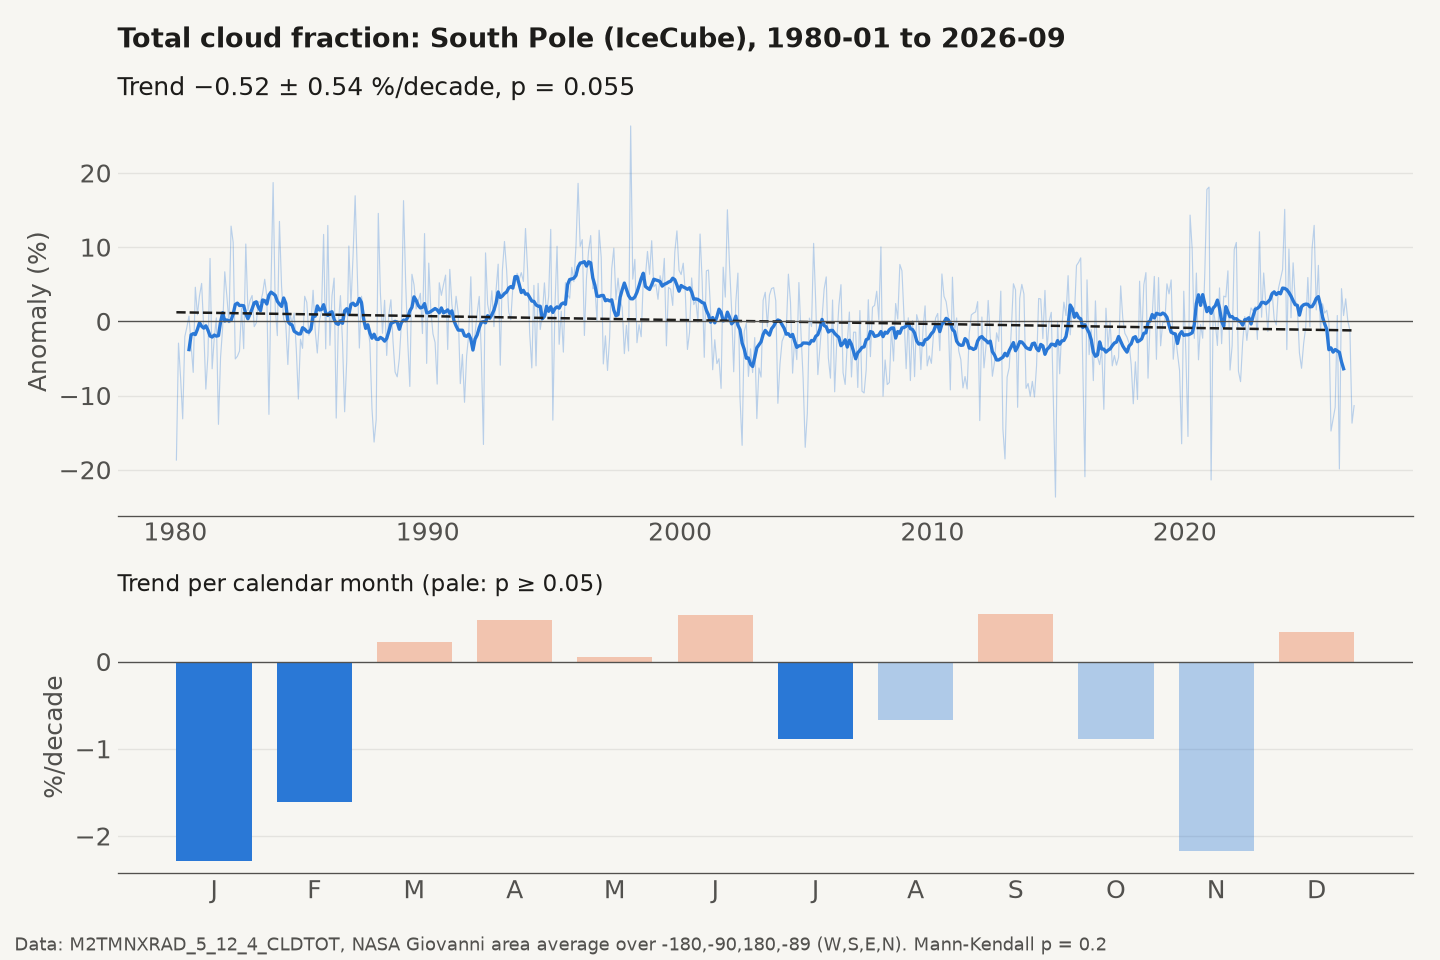 Total cloud fraction: South Pole (IceCube), 1980-01 to 2026-09
Trend −0.52 ± 0.54 %/decade, p = 0.055
Anomaly (%)
20
10
0
−10
−20
1980 1990 2000 2010 2020
Trend per calendar month (pale: p ≥ 0.05)
%/decade
0
−1
−2
J F M A M J J A S O N D
Data: M2TMNXRAD_5_12_4_CLDTOT, NASA Giovanni area average over -180,-90,180,-89 (W,S,E,N). Mann-Kendall p = 0.2